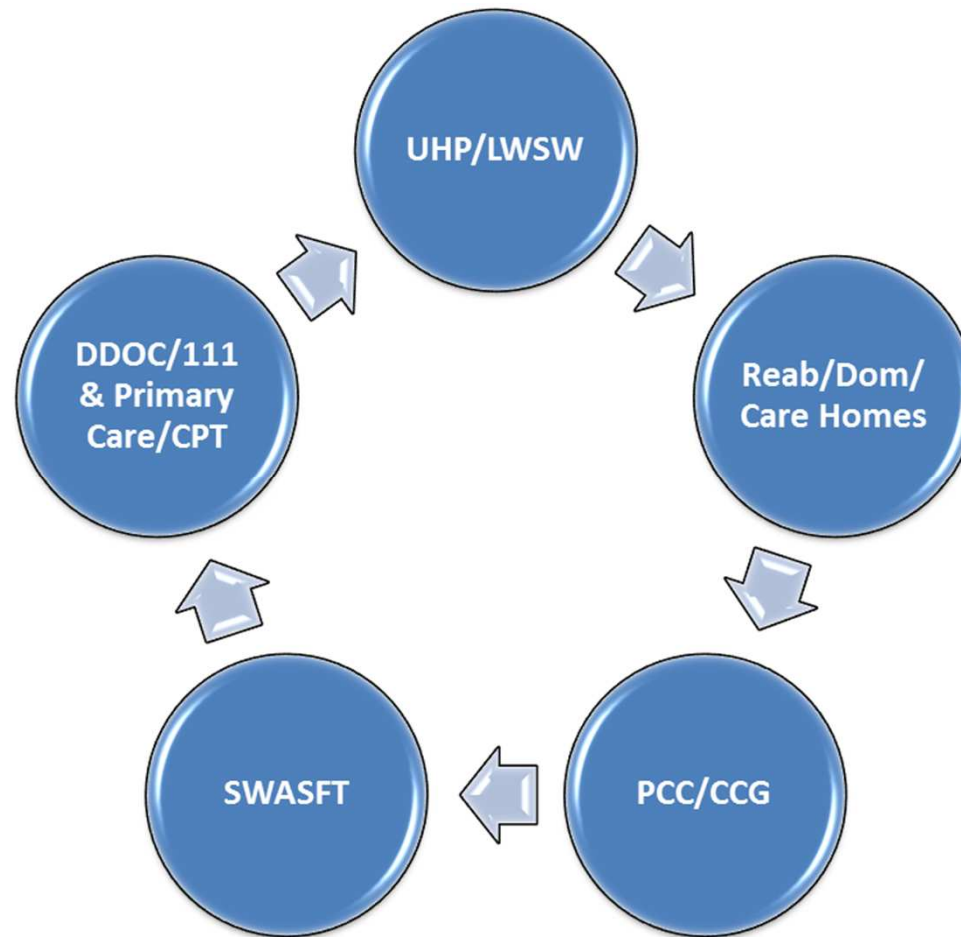 UHP/LWSW
Reab/Dom/
Care Homes
PCC/CCG
SWASFT
DDOC/111
& Primary
Care/CPT